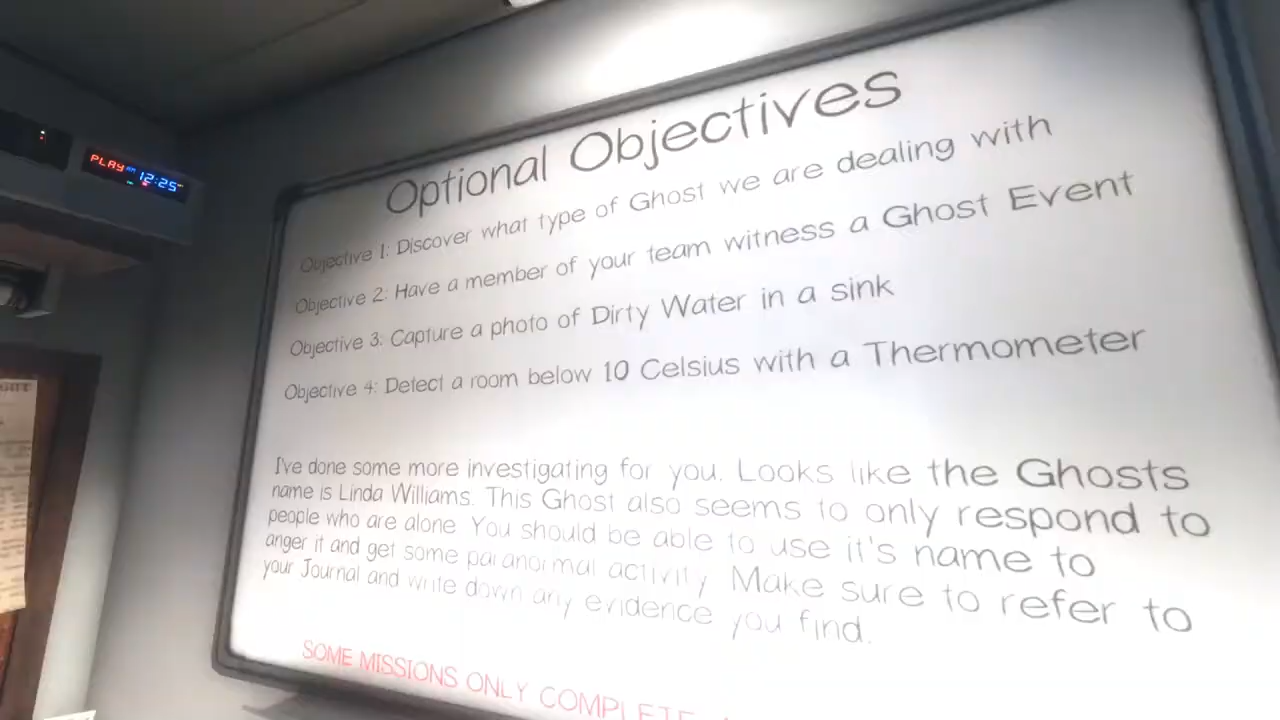 Optional Objectives
Objective 1: Discover what type of Ghost we are dealing with
Objective 2: Have a member of your team witness a Ghost Event
Objective 3: Capture a photo of Dirty Water in a sink
Objective 4: Detect a room below 10 Celsius with a Thermometer
I've done some more investigating for you. Looks like the Ghosts
name is Linda Williams. This Ghost also seems to only respond to
people who are alone. You should be able to use it's name to
anger it and get some paranormal activity. Make sure to refer to
your Journal and write down any evidence you find.
SOME MISSIONS ONLY COMPLETE
PLAY 12:25